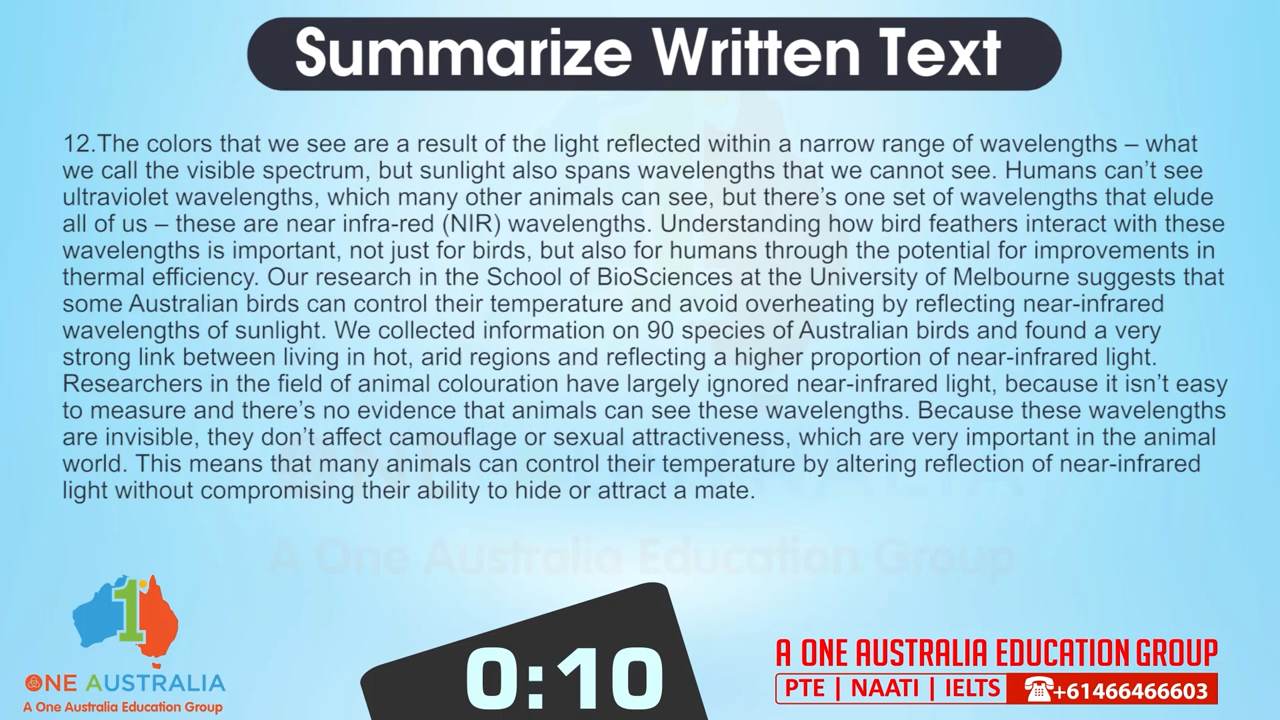 Summarize Written Text
12.The colors that we see are a result of the light reflected within a narrow range of wavelengths – what
we call the visible spectrum, but sunlight also spans wavelengths that we cannot see. Humans can't see
ultraviolet wavelengths, which many other animals can see, but there's one set of wavelengths that elude
all of us – these are near infra-red (NIR) wavelengths. Understanding how bird feathers interact with these
wavelengths is important, not just for birds, but also for humans through the potential for improvements in
thermal efficiency. Our research in the School of BioSciences at the University of Melbourne suggests that
some Australian birds can control their temperature and avoid overheating by reflecting near-infrared
wavelengths of sunlight. We collected information on 90 species of Australian birds and found a very
strong link between living in hot, arid regions and reflecting a higher proportion of near-infrared light.
Researchers in the field of animal colouration have largely ignored near-infrared light, because it isn't easy
to measure and there's no evidence that animals can see these wavelengths. Because these wavelengths
are invisible, they don't affect camouflage or sexual attractiveness, which are very important in the animal
world. This means that many animals can control their temperature by altering reflection of near-infrared
light without compromising their ability to hide or attract a mate.
A One Australia Education Group
1
ONE AUSTRALIA
A One Australia Education Group
0:10
A ONE AUSTRALIA EDUCATION GROUP
PTE | NAATI | IELTS +61466466603